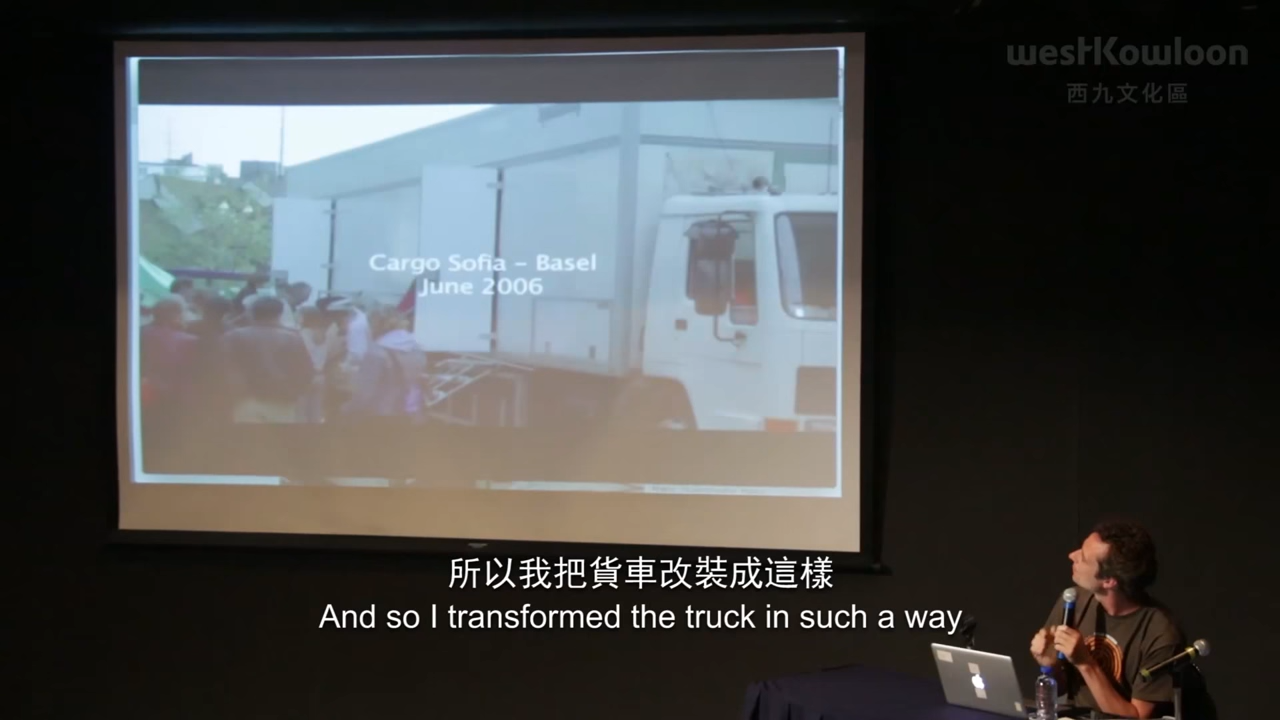 westKowloon
西九文化區
Cargo Sofia – Basel
June 2006
所以我把貨車改裝成這樣
And so I transformed the truck in such a way